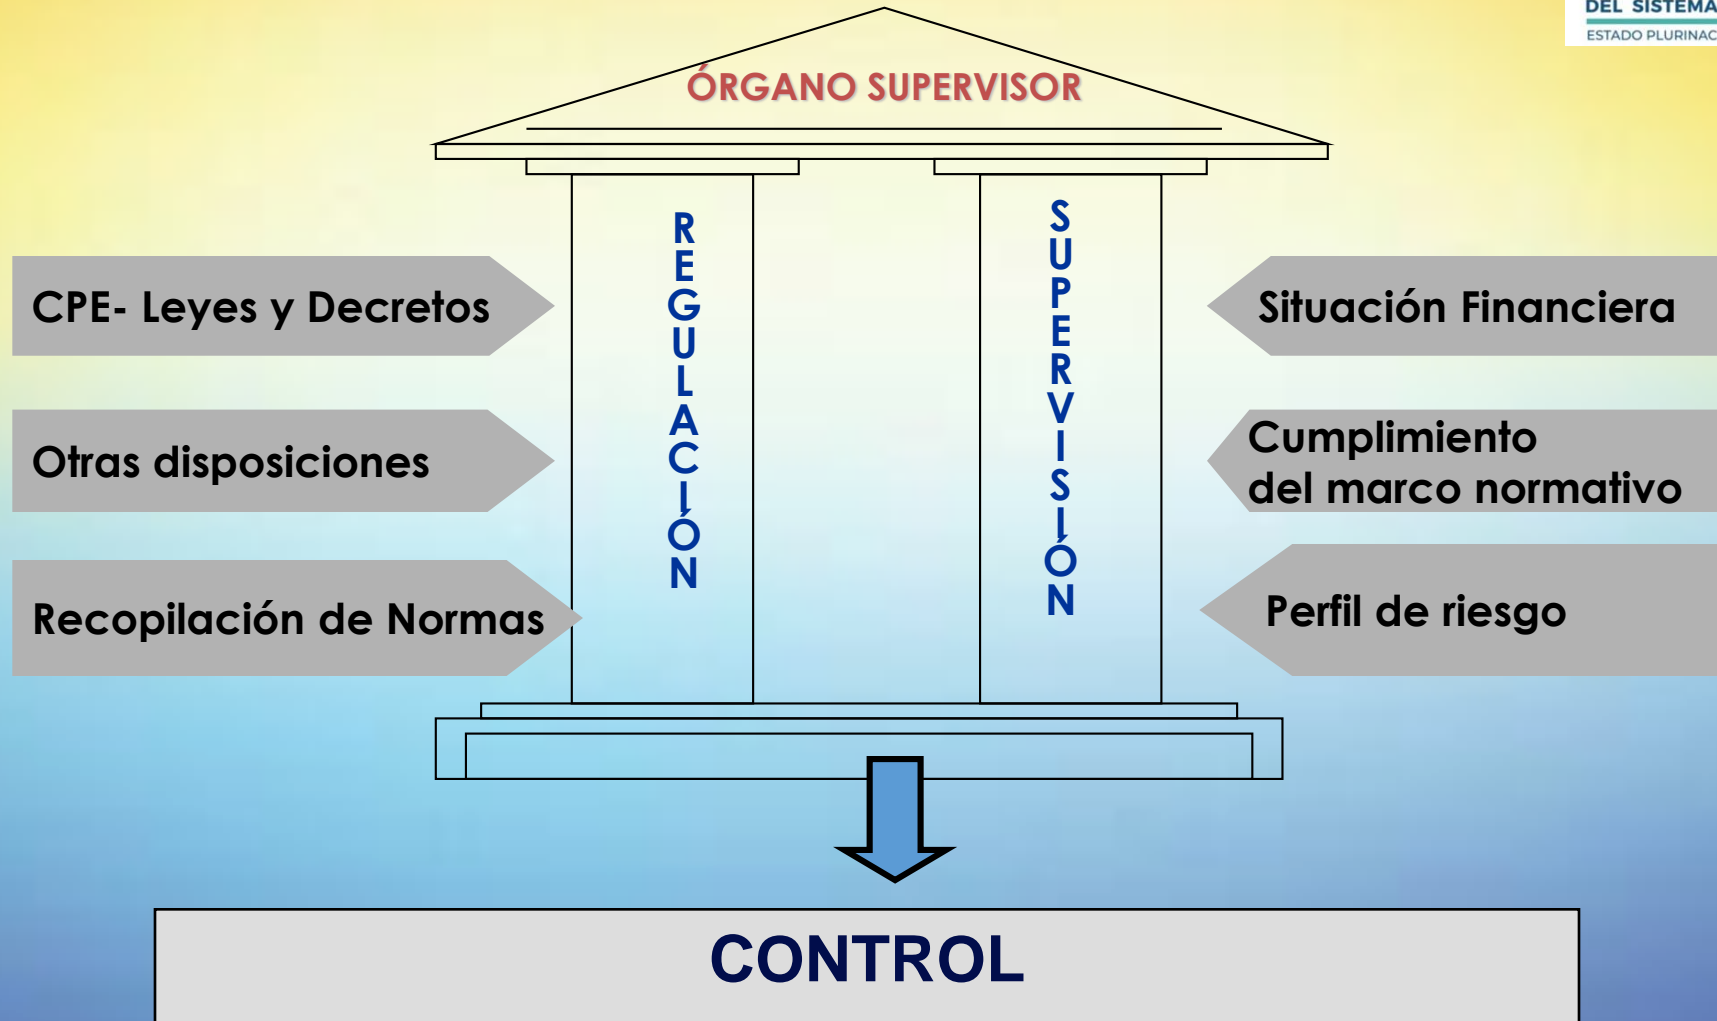 DEL SISTEMA
ESTADO PLURINAC
ÓRGANO SUPERVISOR
REGULACIÓN
SUPERVISIÓN
CPE- Leyes y Decretos
Otras disposiciones
Recopilación de Normas
Situación Financiera
Cumplimiento
del marco normativo
Perfil de riesgo
CONTROL